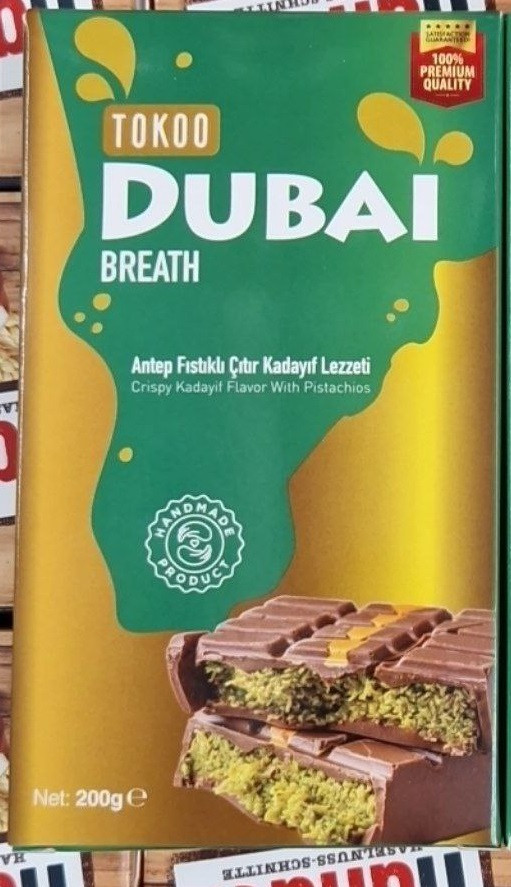 SATISFACTION
GUARANTEED
100%
PREMIUM
QUALITY
TOKOO
DUBAI
BREATH
Antep Fıstıklı Çıtır Kadayıf Lezzeti
Crispy Kadayif Flavor With Pistachios
HANDMADE
PRODUCT
Net: 200g ℮
HASELNUSS-SCHNITTE